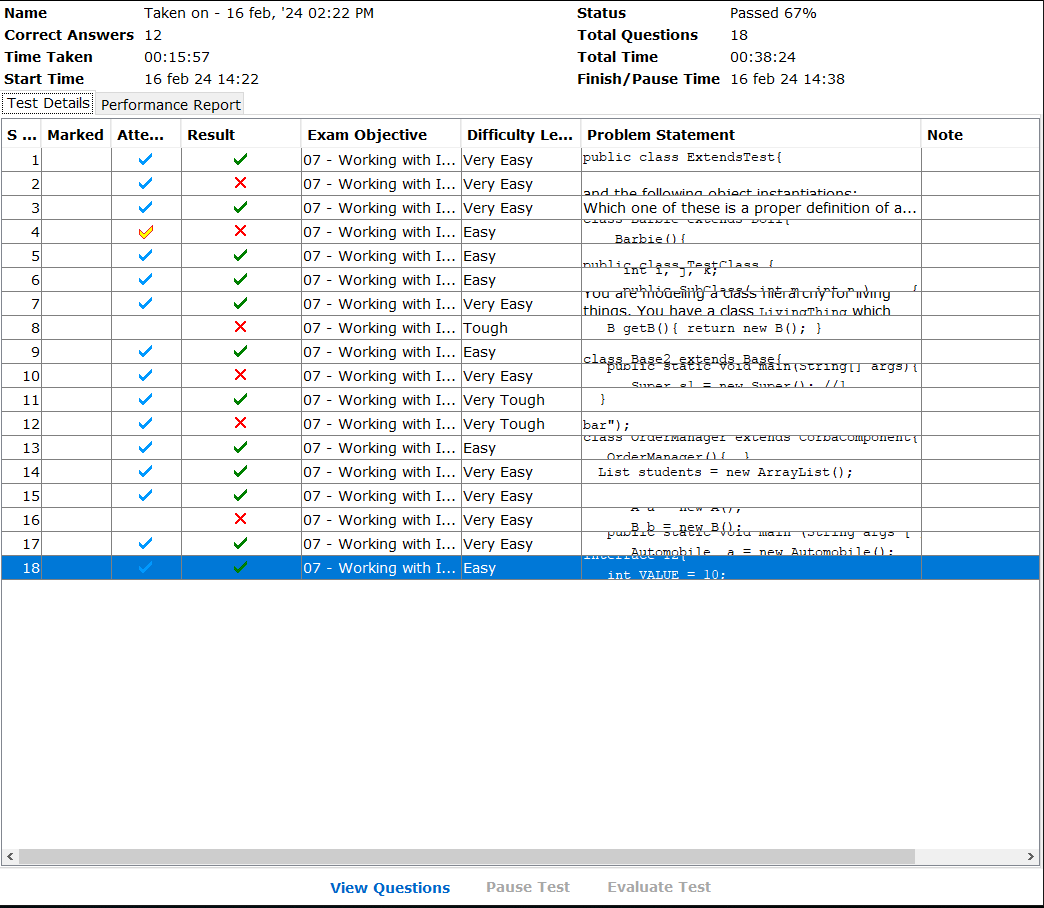 Name Taken on - 16 feb, '24 02:22 PM Status Passed 67%
Correct Answers 12 Total Questions 18
Time Taken 00:15:57 Total Time 00:38:24
Start Time 16 feb 24 14:22 Finish/Pause Time 16 feb 24 14:38
Test Details Performance Report
S ... Marked Atte... Result Exam Objective Difficulty Le... Problem Statement Note
1 07 - Working with I... Very Easy public class ExtendsTest{
2 07 - Working with I... Very Easy and the following object instantiations:
3 07 - Working with I... Very Easy Which one of these is a proper definition of a...
4 07 - Working with I... Easy class Barbie extends Doll{
Barbie(){
5 07 - Working with I... Easy public class TestClass {
6 07 - Working with I... Easy int i, j, k;
public SubClass( int m, int n ) {
7 07 - Working with I... Very Easy You are modeling a class hierarchy for living
things. You have a class LivingThing which
8 07 - Working with I... Tough B getB(){ return new B(); }
9 07 - Working with I... Easy class Base2 extends Base{
10 07 - Working with I... Very Easy public static void main(String[] args){
Super s1 = new Super(); //1
11 07 - Working with I... Very Tough }
12 07 - Working with I... Very Tough bar");
13 07 - Working with I... Easy class OrderManager extends CorbaComponent{
OrderManager(){ }
14 07 - Working with I... Very Easy List students = new ArrayList();
15 07 - Working with I... Very Easy
16 07 - Working with I... Very Easy A a = new A();
B b = new B();
17 07 - Working with I... Very Easy public static void main (String args [
Automobile a = new Automobile();
18 07 - Working with I... Easy interface I2{
int VALUE = 10;
View Questions Pause Test Evaluate Test